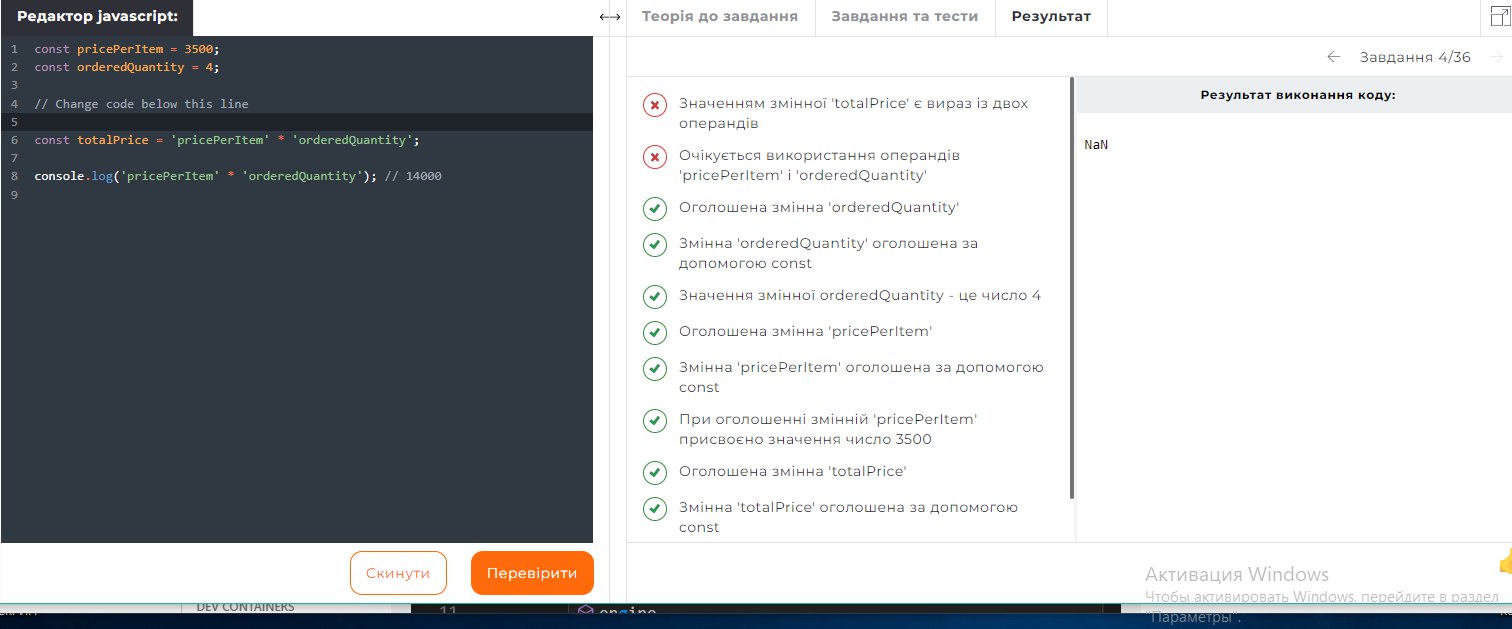 Редактор javascript:
Теорія до завдання
Завдання та тести
Результат
1 const pricePerItem = 3500;
2 const orderedQuantity = 4;
3
4 // Change code below this line
5
6 const totalPrice = 'pricePerItem' * 'orderedQuantity';
7
8 console.log('pricePerItem' * 'orderedQuantity'); // 14000
9
Скинути
Перевірити
Завдання 4/36
Значенням змінної 'totalPrice' є вираз із двох
операндів
Очікується використання операндів
'pricePerItem' і 'orderedQuantity'
Оголошена змінна 'orderedQuantity'
Змінна 'orderedQuantity' оголошена за
допомогою const
Значення змінної orderedQuantity - це число 4
Оголошена змінна 'pricePerItem'
Змінна 'pricePerItem' оголошена за допомогою
const
При оголошенні змінній 'pricePerItem'
присвоєно значення число 3500
Оголошена змінна 'totalPrice'
Змінна 'totalPrice' оголошена за допомогою
const
Результат виконання коду:
NaN
Активация Windows
Чтобы активировать Windows, перейдите в раздел
"Параметры".
DEV CONTAINERS
11
engine